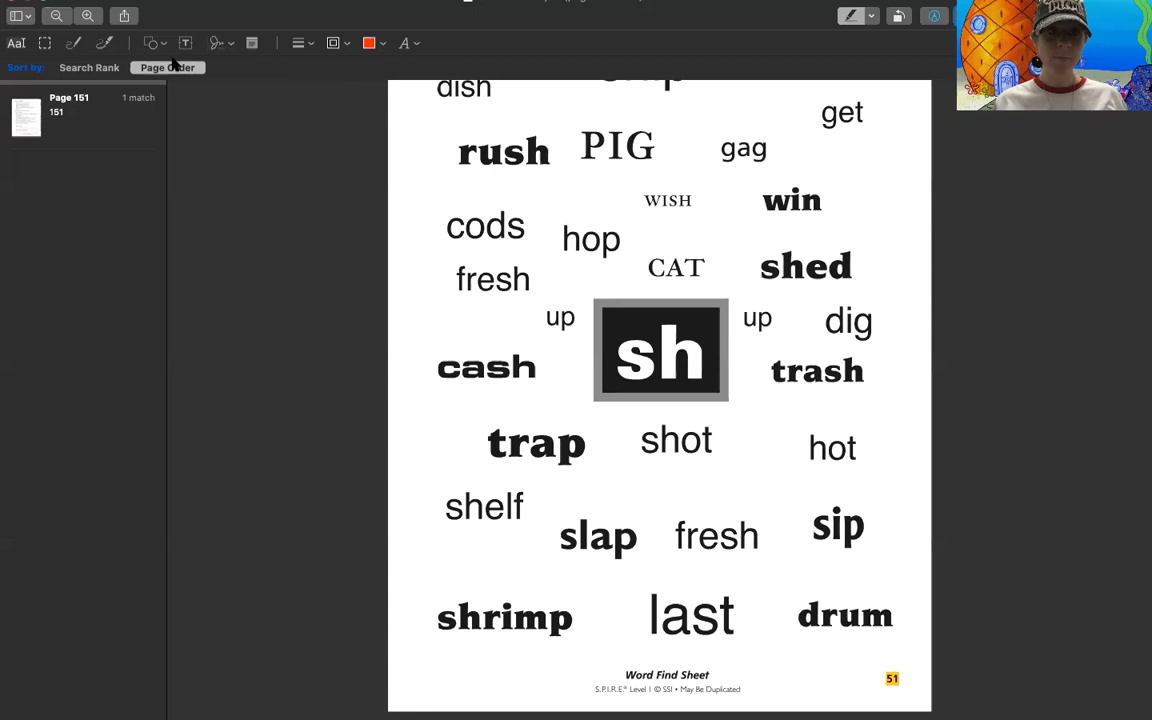 AaI
A
Sort by:
Search Rank
Page Order
Page 151
1 match
151
dish
get
rush
PIG
gag
WISH
win
cods
hop
fresh
CAT
shed
up
up
dig
cash
sh
trash
trap
shot
hot
shelf
slap
fresh
sip
shrimp
last
drum
Word Find Sheet
S.P.I.R.E.® Level 1 © SSI • May Be Duplicated
51